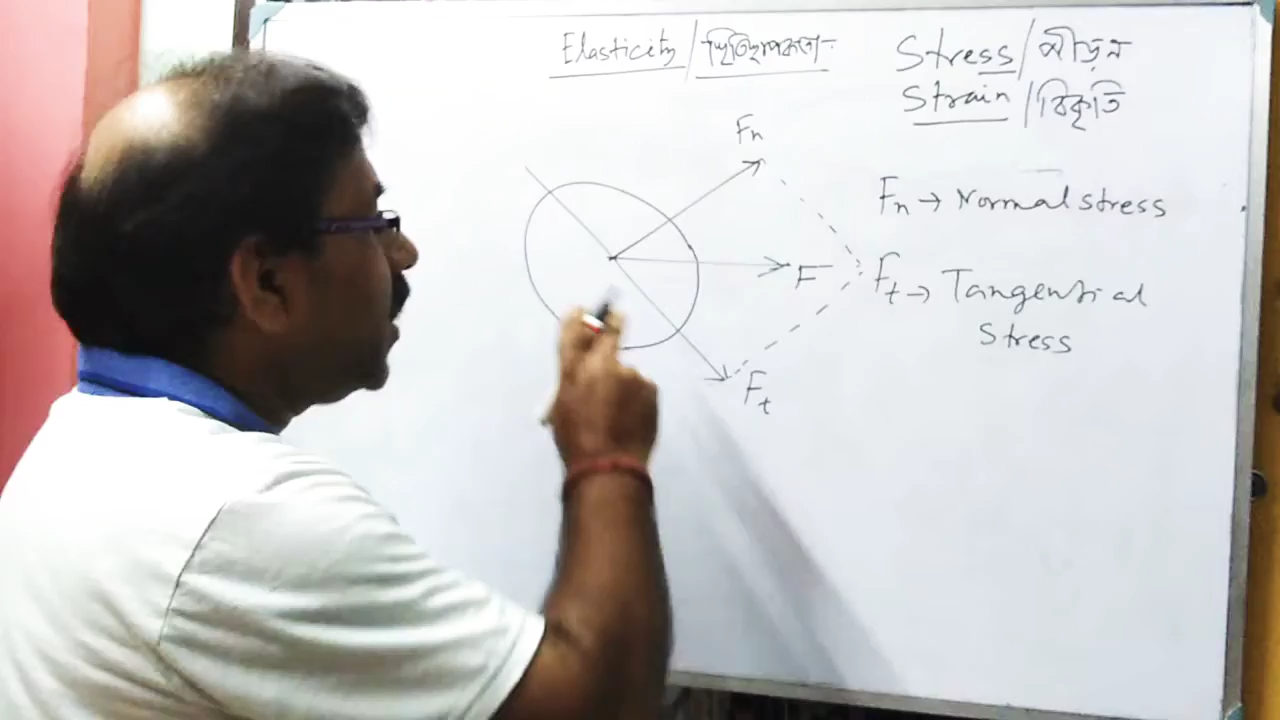 Elasticity/স্থিতিস্থাপকতা
Stress/পীড়ন
Strain/বিকৃতি
Fn
F
Ft
Fn → Normal stress
Ft → Tangential
Stress